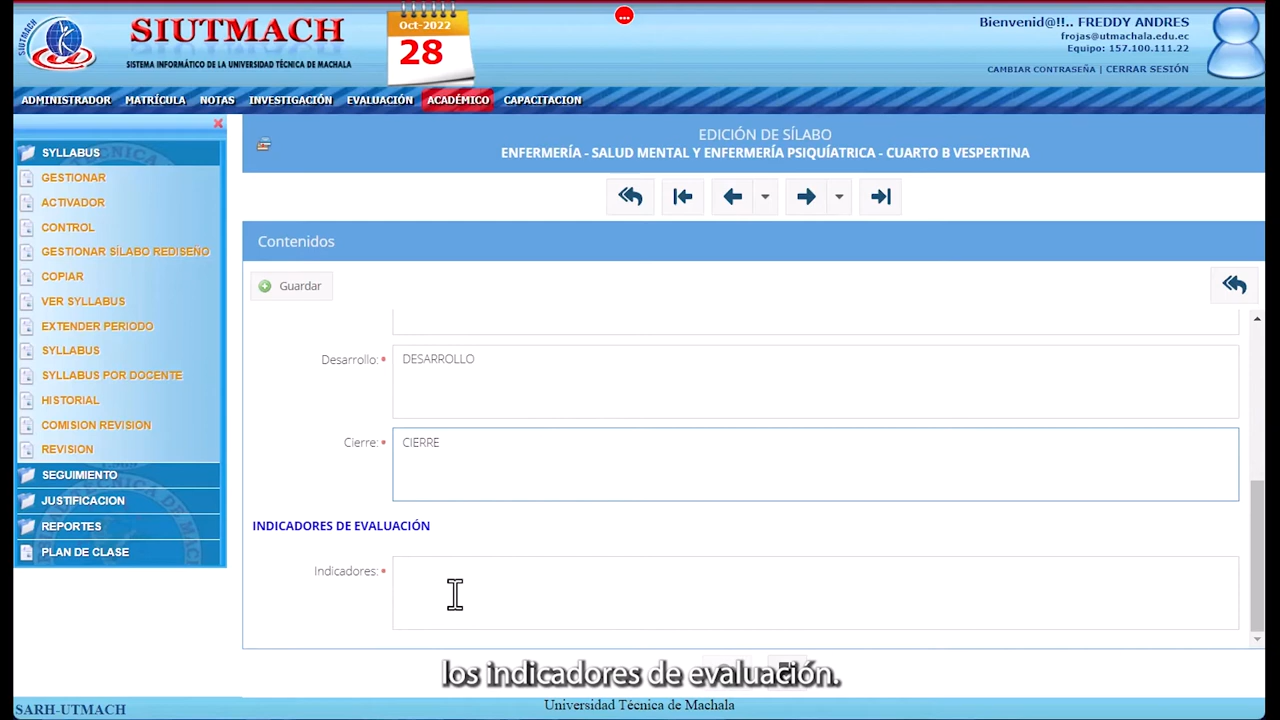 SIUTMACH
SIUTMACH
SISTEMA INFORMÁTICO DE LA UNIVERSIDAD TÉCNICA DE MACHALA
Oct-2022
28
Bienvenid@!!.. FREDDY ANDRES
frojas@utmachala.edu.ec
Equipo: 157.100.111.22
CAMBIAR CONTRASEÑA | CERRAR SESIÓN
ADMINISTRADOR MATRÍCULA NOTAS INVESTIGACIÓN EVALUACIÓN ACADÉMICO CAPACITACION
SYLLABUS
GESTIONAR
ACTIVADOR
CONTROL
GESTIONAR SÍLABO REDISEÑO
COPIAR
VER SYLLABUS
EXTENDER PERIODO
SYLLABUS
SYLLABUS POR DOCENTE
HISTORIAL
COMISION REVISION
REVISION
SEGUIMIENTO
JUSTIFICACION
REPORTES
PLAN DE CLASE
EDICIÓN DE SÍLABO
ENFERMERÍA - SALUD MENTAL Y ENFERMERÍA PSIQUÍATRICA - CUARTO B VESPERTINA
Contenidos
Guardar
Desarrollo: • DESARROLLO
Cierre: • CIERRE
INDICADORES DE EVALUACIÓN
Indicadores: •
los indicadores de evaluación.
SARH-UTMACH
Universidad Técnica de Machala